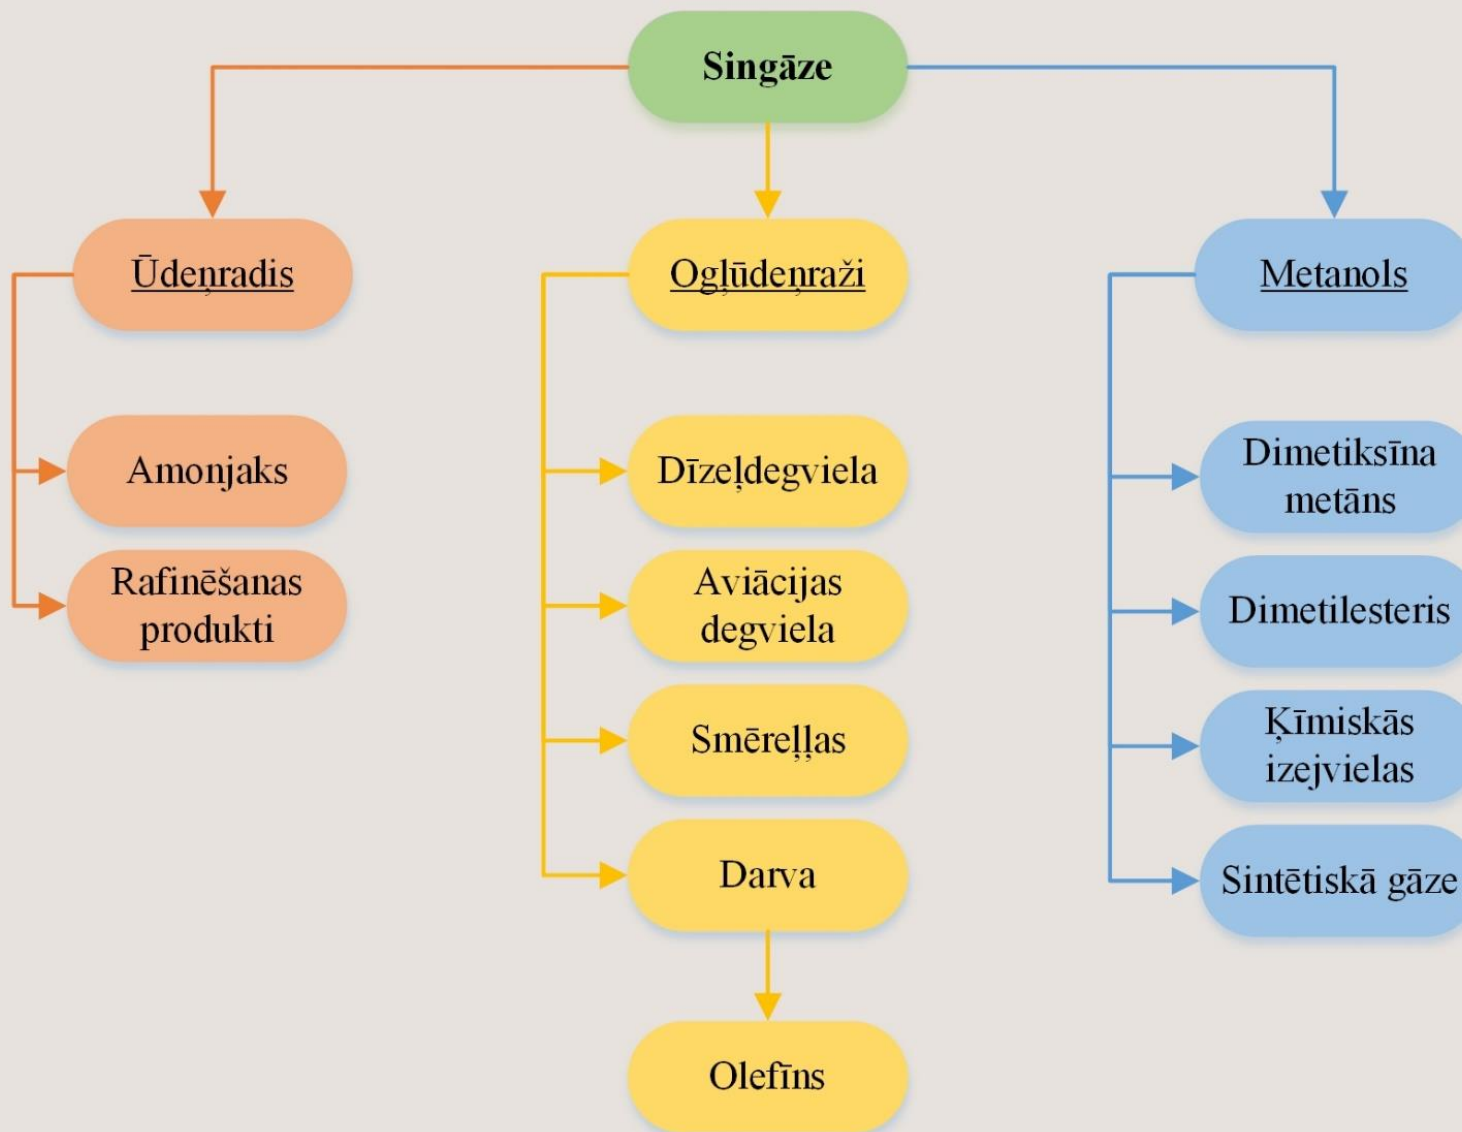 Singāze
Ūdeņradis
Amonjaks
Rafinēšanas
produkti
Ogļūdeņraži
Dīzeļdegviela
Aviācijas
degviela
Smēreļļas
Darva
Olefīns
Metanols
Dimetiksīna
metāns
Dimetilesteris
Ķīmiskās
izejvielas
Sintētiskā gāze